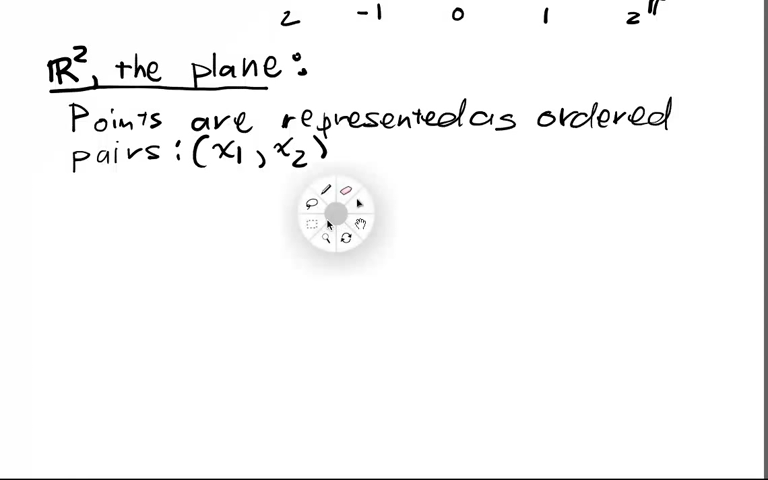 2 -1 0 1 2
ℝ², the plane:
Points are represented as ordered
pairs : (x₁, x₂)